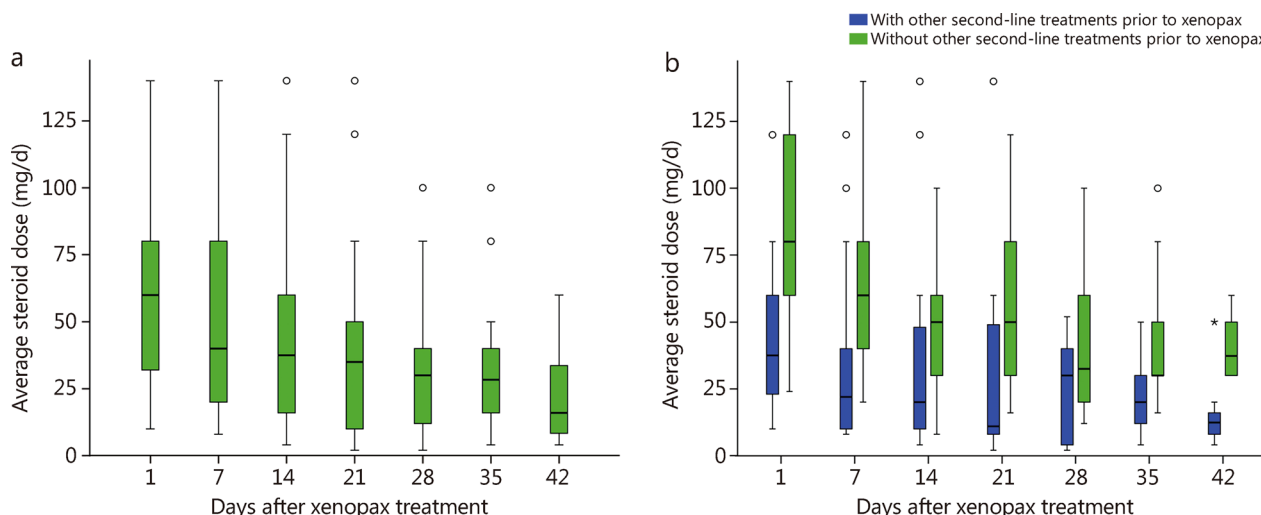 With other second-line treatments prior to xenopax
Without other second-line treatments prior to xenopax
a
Average steroid dose (mg/d)
125
100
75
50
25
0
1 7 14 21 28 35 42
Days after xenopax treatment
b
Average steroid dose (mg/d)
125
100
75
50
25
0
1 7 14 21 28 35 42
Days after xenopax treatment